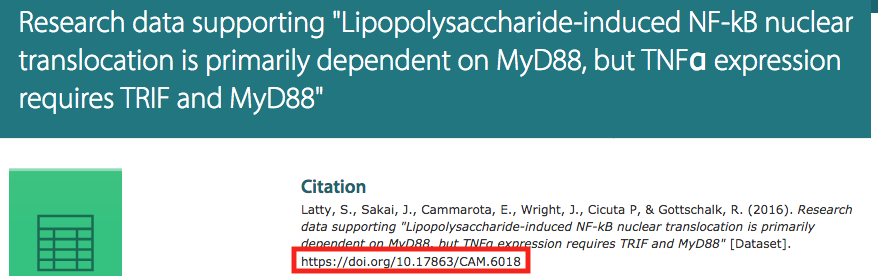 Research data supporting "Lipopolysaccharide-induced NF-kB nuclear
translocation is primarily dependent on MyD88, but TNFα expression
requires TRIF and MyD88"
Citation
Latty, S., Sakai, J., Cammarota, E., Wright, J., Cicuta P, & Gottschalk, R. (2016). Research
data supporting "Lipopolysaccharide-induced NF-kB nuclear translocation is primarily
dependent on MyD88, but TNFα expression requires TRIF and MyD88" [Dataset].
https://doi.org/10.17863/CAM.6018